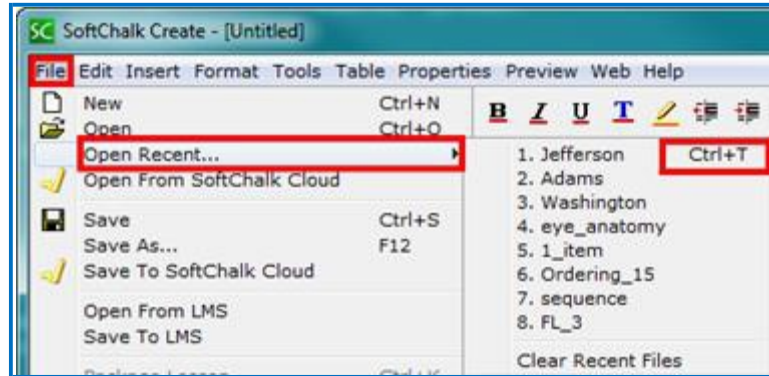 SC SoftChalk Create - [Untitled]
File Edit Insert Format Tools Table Properties Preview Web Help
New Ctrl+N
Open Ctrl+O
Open Recent...
Open From SoftChalk Cloud
Save Ctrl+S
Save As... F12
Save To SoftChalk Cloud
Open From LMS
Save To LMS
B I U T
1. Jefferson Ctrl+T
2. Adams
3. Washington
4. eye_anatomy
5. 1_item
6. Ordering_15
7. sequence
8. FL_3
Clear Recent Files